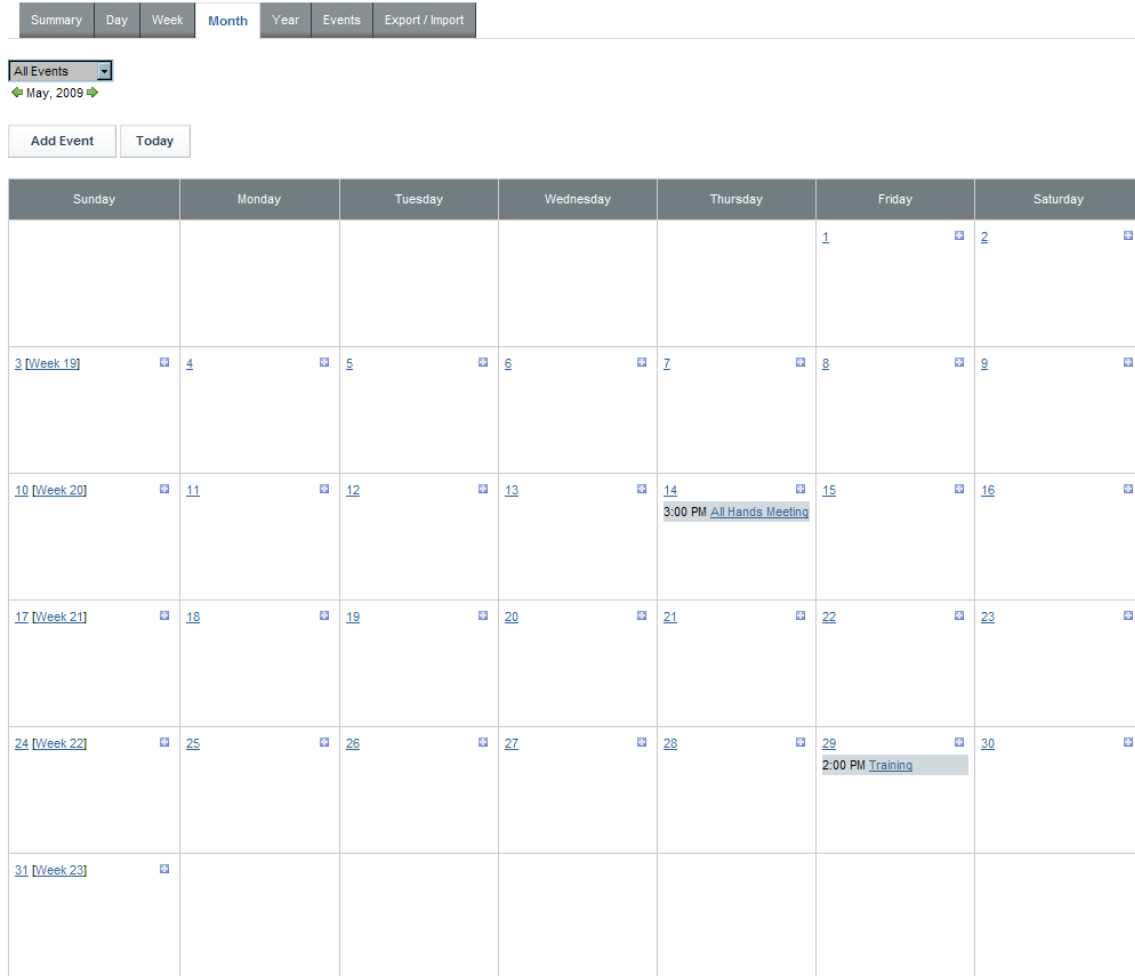 Summary Day Week Month Year Events Export / Import
All Events
May, 2009
Add Event Today
Sunday Monday Tuesday Wednesday Thursday Friday Saturday
1 2
3 [Week 19] 4 5 6 7 8 9
10 [Week 20] 11 12 13 14 15 16
3:00 PM All Hands Meeting
17 [Week 21] 18 19 20 21 22 23
24 [Week 22] 25 26 27 28 29 30
2:00 PM Training
31 [Week 23]